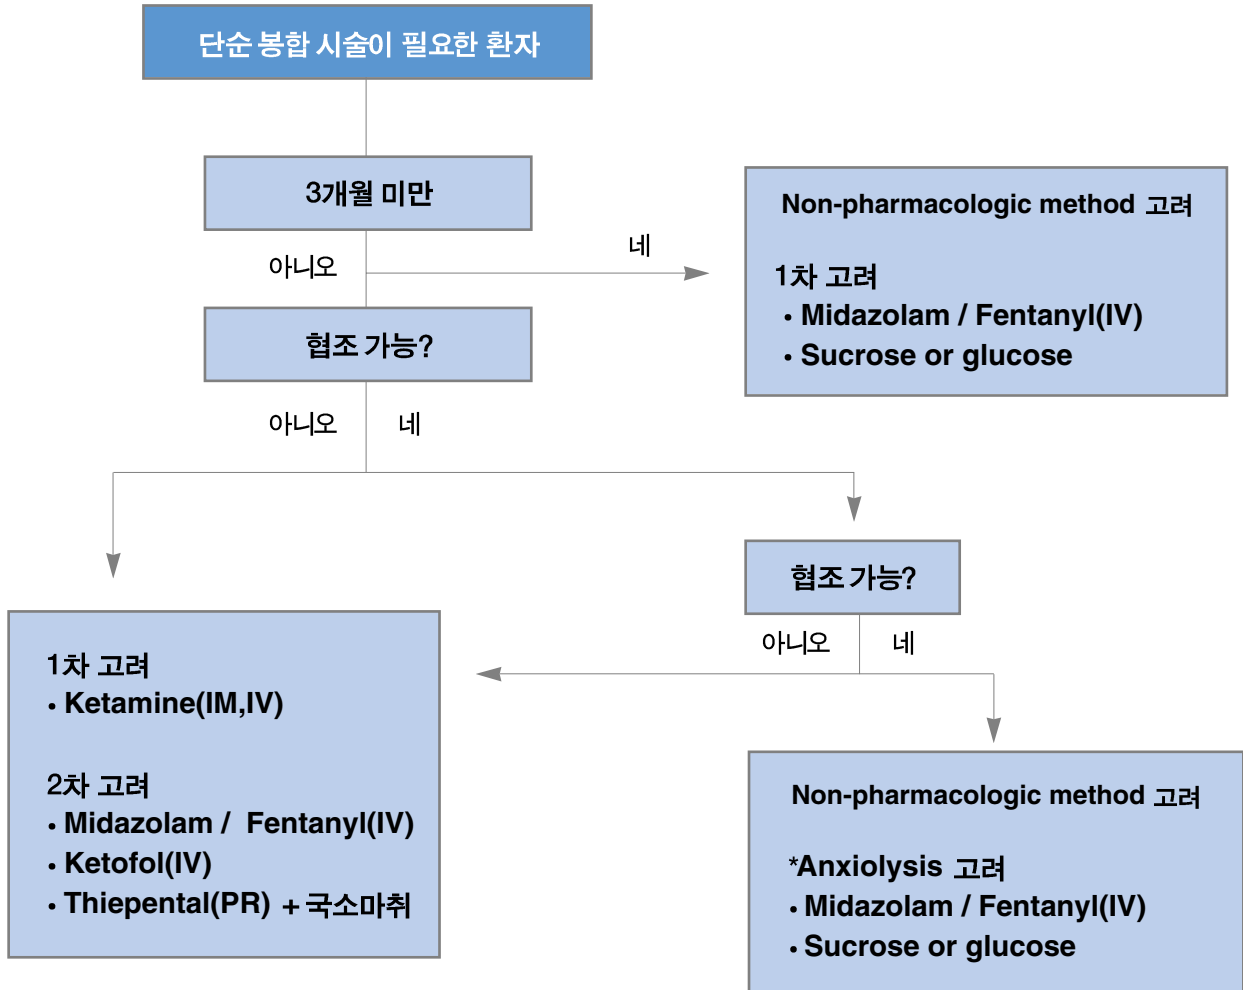 단순 봉합 시술이 필요한 환자
3개월 미만
아니오
네
Non-pharmacologic method 고려
1차 고려
• Midazolam / Fentanyl(IV)
• Sucrose or glucose
협조 가능?
아니오
네
협조 가능?
아니오
네
1차 고려
• Ketamine(IM,IV)
2차 고려
• Midazolam / Fentanyl(IV)
• Ketofol(IV)
• Thiepental(PR) + 국소마취
Non-pharmacologic method 고려
*Anxiolysis 고려
• Midazolam / Fentanyl(IV)
• Sucrose or glucose